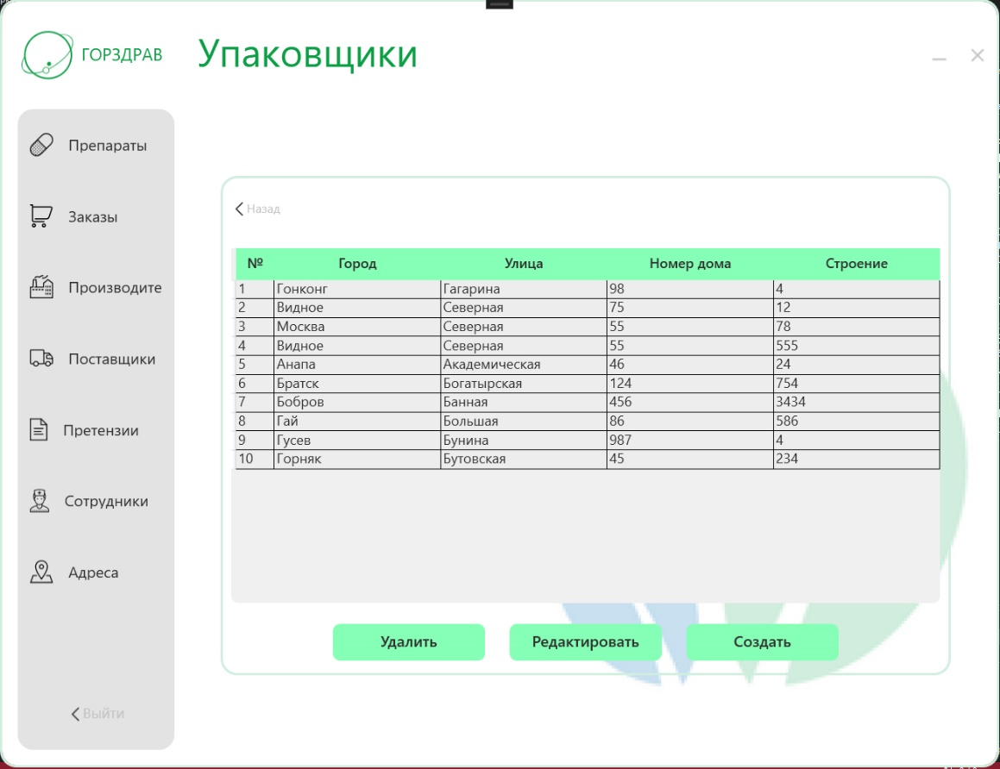 ГОРЗДРАВ
Упаковщики
Препараты
Заказы
Производите
Поставщики
Претензии
Сотрудники
Адреса
Выйти
Назад
№ Город Улица Номер дома Строение
1 Гонконг Гагарина 98 4
2 Видное Северная 75 12
3 Москва Северная 55 78
4 Видное Северная 55 555
5 Анапа Академическая 46 24
6 Братск Богатырская 124 754
7 Бобров Банная 456 3434
8 Гай Большая 86 586
9 Гусев Бунина 987 4
10 Горняк Бутовская 45 234
Удалить Редактировать Создать